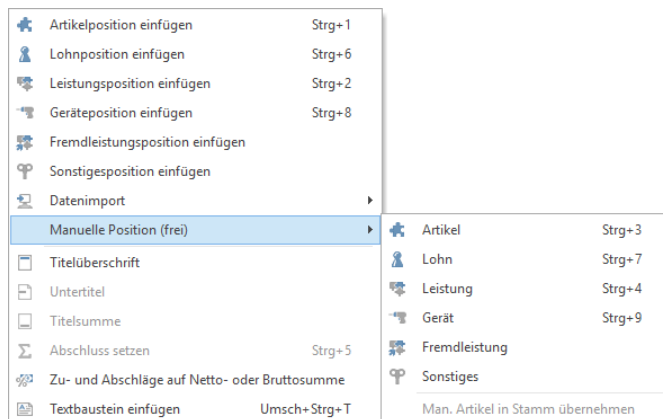 Artikelposition einfügen Strg+1
Lohnposition einfügen Strg+6
Leistungsposition einfügen Strg+2
Geräteposition einfügen Strg+8
Fremdleistungsposition einfügen
Sonstigesposition einfügen
Datenimport
Manuelle Position (frei)
Titelüberschrift
Untertitel
Titelsumme
Abschluss setzen Strg+5
Zu- und Abschläge auf Netto- oder Bruttosumme
Textbaustein einfügen Umsch+Strg+T
Artikel Strg+3
Lohn Strg+7
Leistung Strg+4
Gerät Strg+9
Fremdleistung
Sonstiges
Man. Artikel in Stamm übernehmen